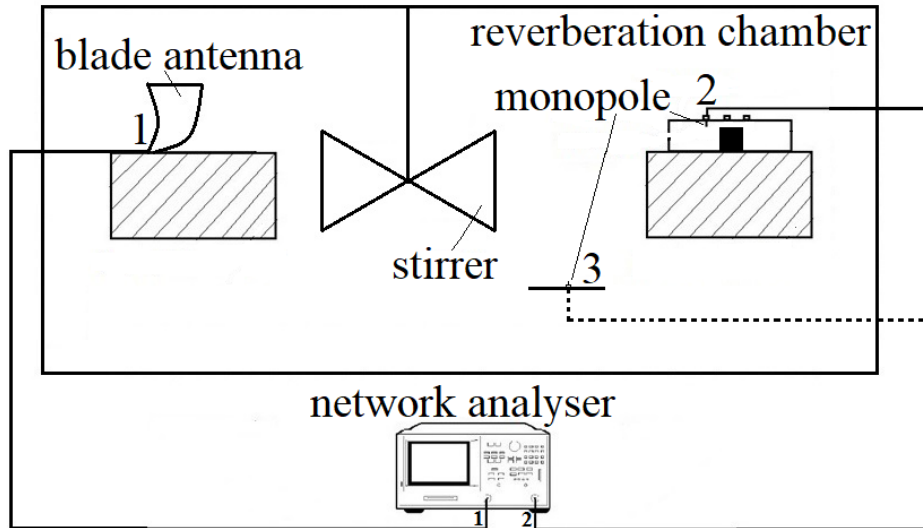 reverberation chamber
blade antenna
monopole 2
1
stirrer
3
network analyser
1 2